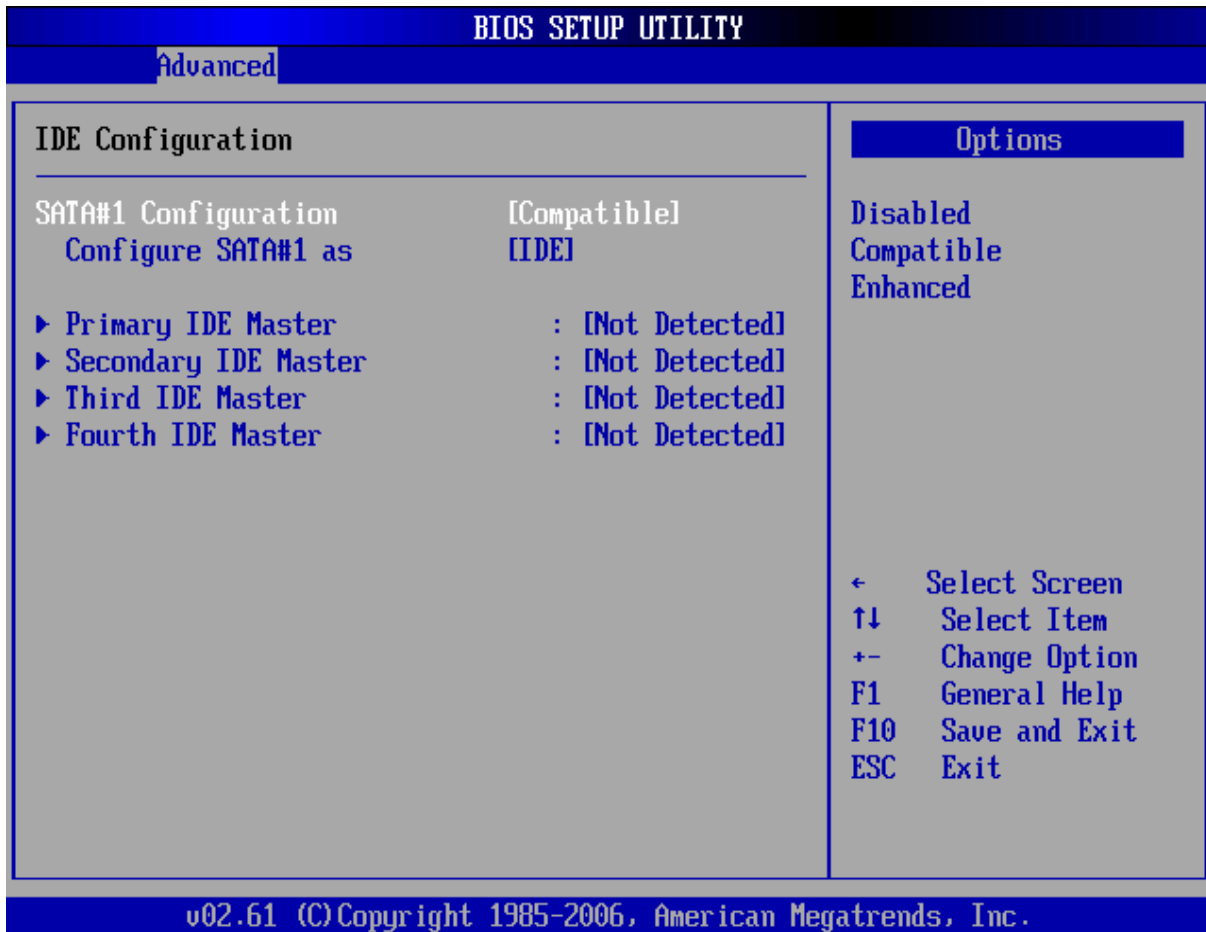 BIOS SETUP UTILITY
Advanced
IDE Configuration
SATA#1 Configuration [Compatible]
Configure SATA#1 as [IDE]
▶ Primary IDE Master : [Not Detected]
▶ Secondary IDE Master : [Not Detected]
▶ Third IDE Master : [Not Detected]
▶ Fourth IDE Master : [Not Detected]
Options
Disabled
Compatible
Enhanced
← Select Screen
↑↓ Select Item
+- Change Option
F1 General Help
F10 Save and Exit
ESC Exit
v02.61 (C)Copyright 1985-2006, American Megatrends, Inc.